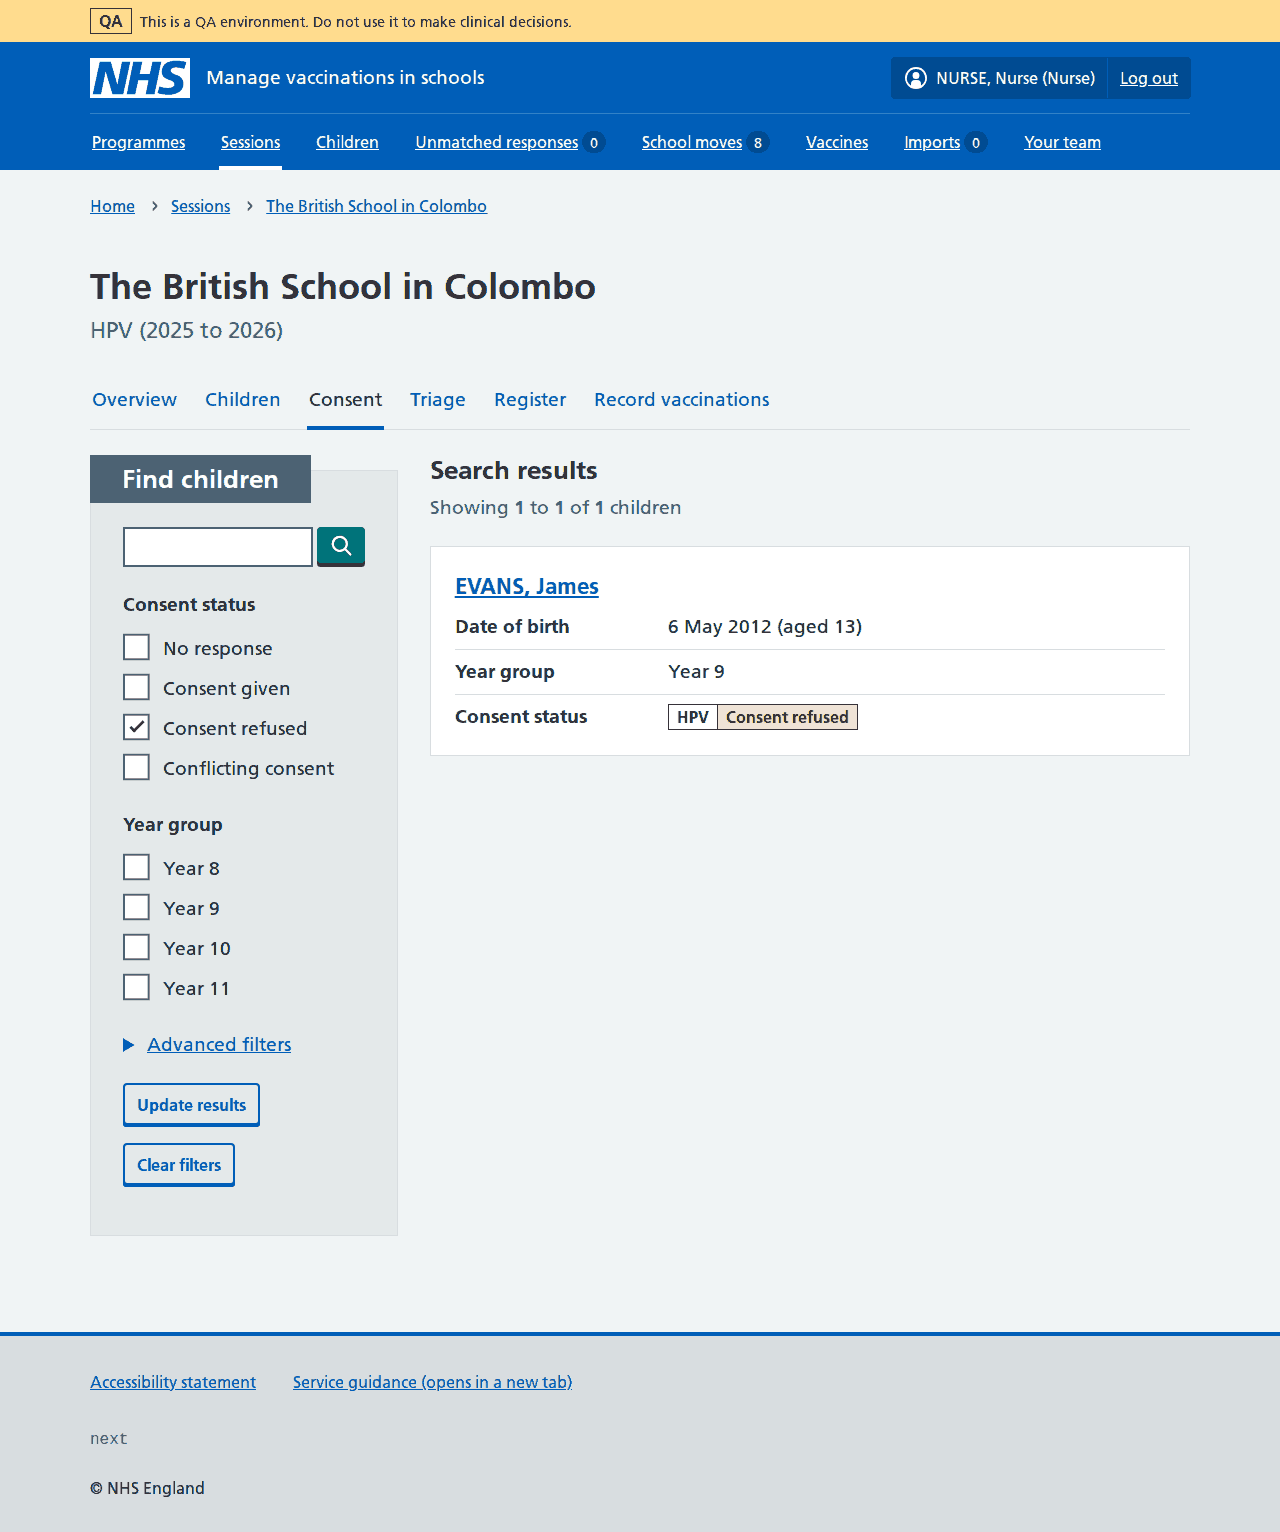 QA This is a QA environment. Do not use it to make clinical decisions.
NHS Manage vaccinations in schools NURSE, Nurse (Nurse) Log out
Programmes Sessions Children Unmatched responses 0 School moves 8 Vaccines Imports 0 Your team
Home Sessions The British School in Colombo
The British School in Colombo
HPV (2025 to 2026)
Overview Children Consent Triage Register Record vaccinations
Find children
Consent status
No response
Consent given
Consent refused
Conflicting consent
Year group
Year 8
Year 9
Year 10
Year 11
Advanced filters
Update results
Clear filters
Search results
Showing 1 to 1 of 1 children
EVANS, James
Date of birth 6 May 2012 (aged 13)
Year group Year 9
Consent status HPV Consent refused
Accessibility statement Service guidance (opens in a new tab)
next
© NHS England